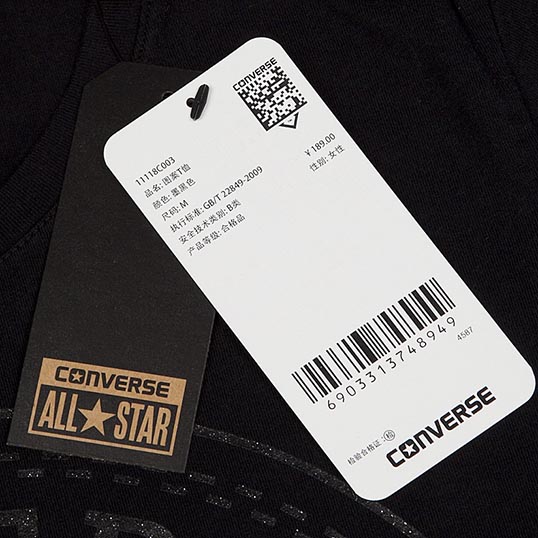 CONVERSE
11118C003
品名: 图案T恤
颜色: 墨黑色
尺码: M
执行标准: GB/T 22849-2009
安全技术类别: B类
产品等级: 合格品
¥ 189.00
性别: 女性
6903313748949
4587
检验合格证: 检
CONVERSE
CONVERSE
ALL★STAR